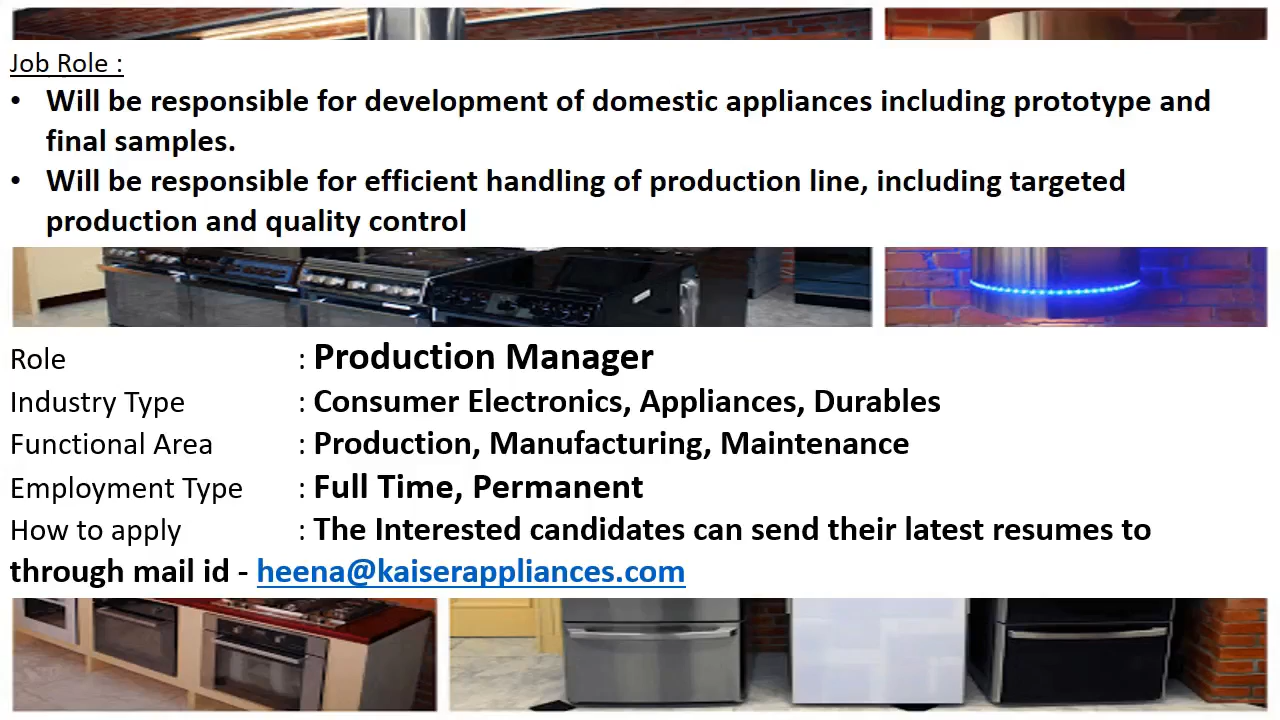 Job Role :
• Will be responsible for development of domestic appliances including prototype and
final samples.
• Will be responsible for efficient handling of production line, including targeted
production and quality control
Role : Production Manager
Industry Type : Consumer Electronics, Appliances, Durables
Functional Area : Production, Manufacturing, Maintenance
Employment Type : Full Time, Permanent
How to apply : The Interested candidates can send their latest resumes to
through mail id - heena@kaiserappliances.com